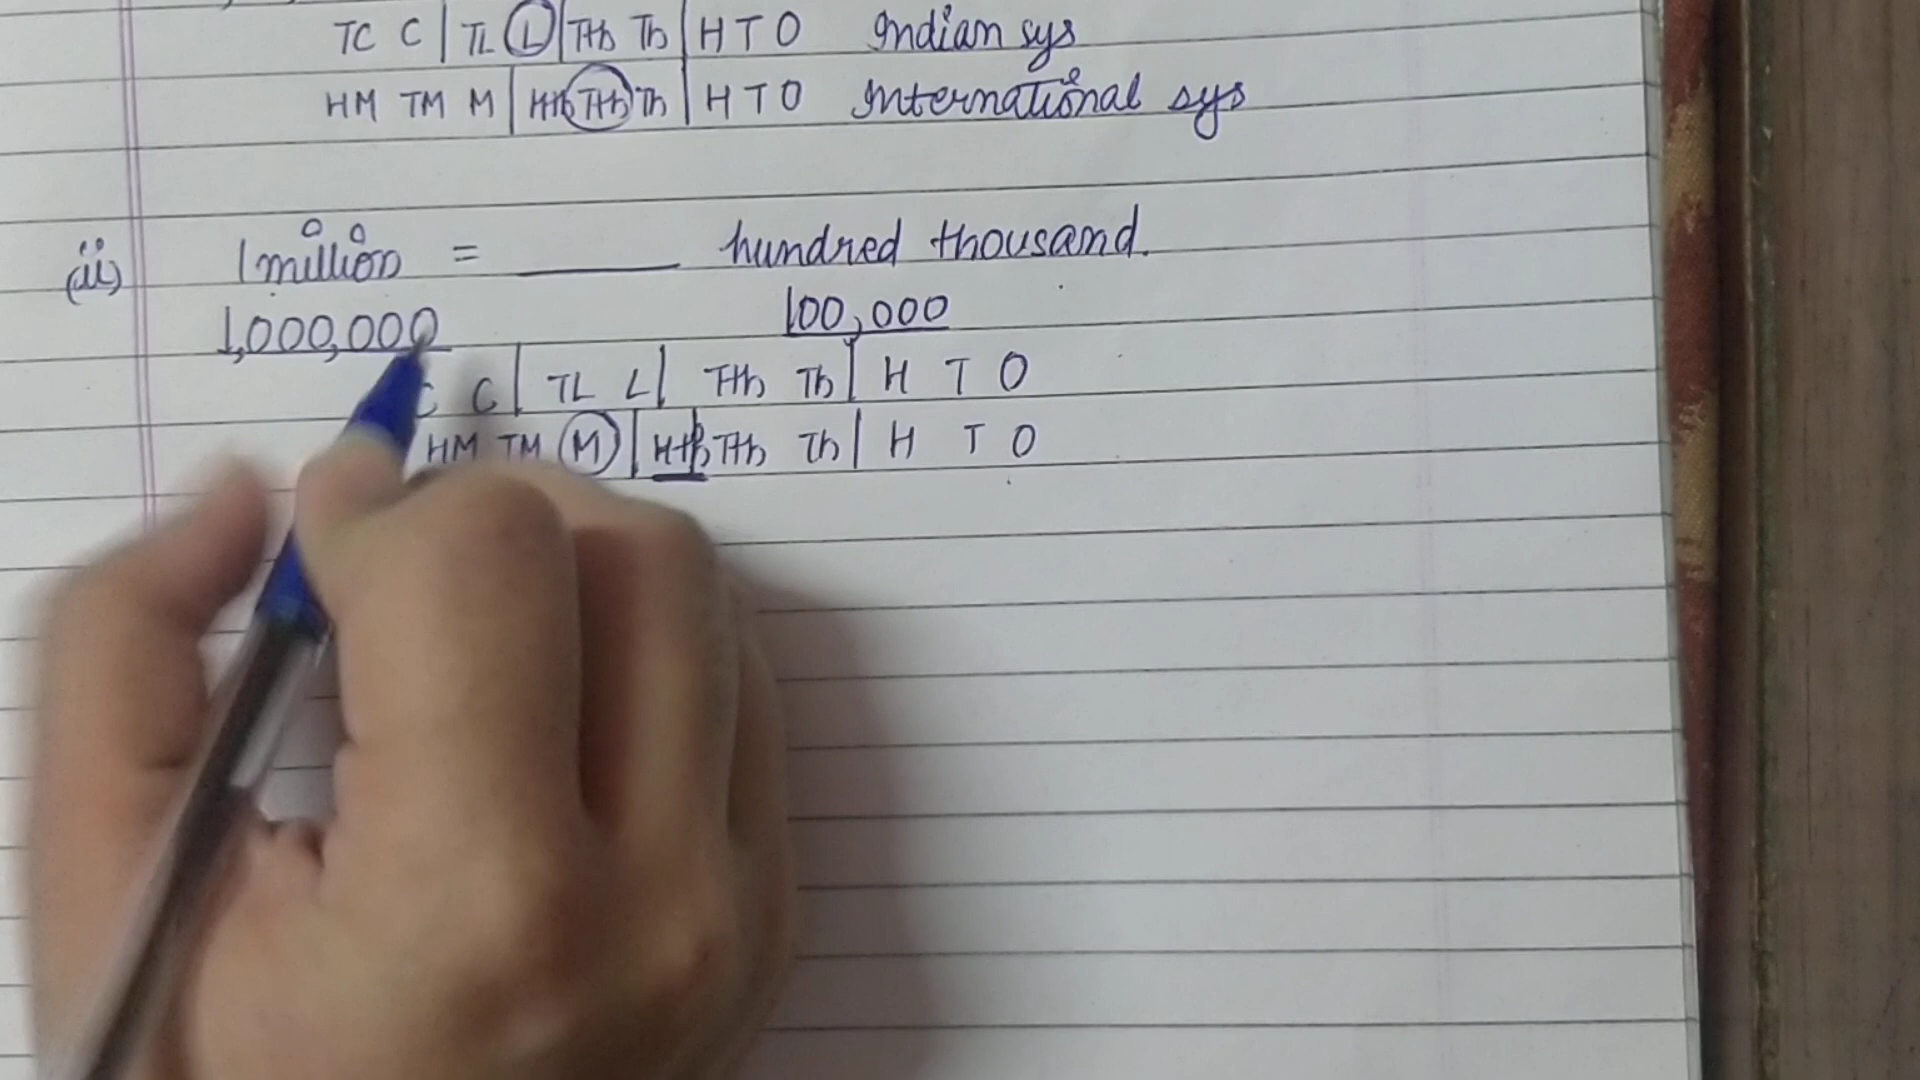 TC C | TL L | TTh Th | H T O Indian sys
HM TM M | HTh TTh Th | H T O International sys
(ii) 1 million = ______ hundred thousand.
1,000,000 100,000
C | TL L | TTh Th | H T O
HM TM M | HTh TTh Th | H T O